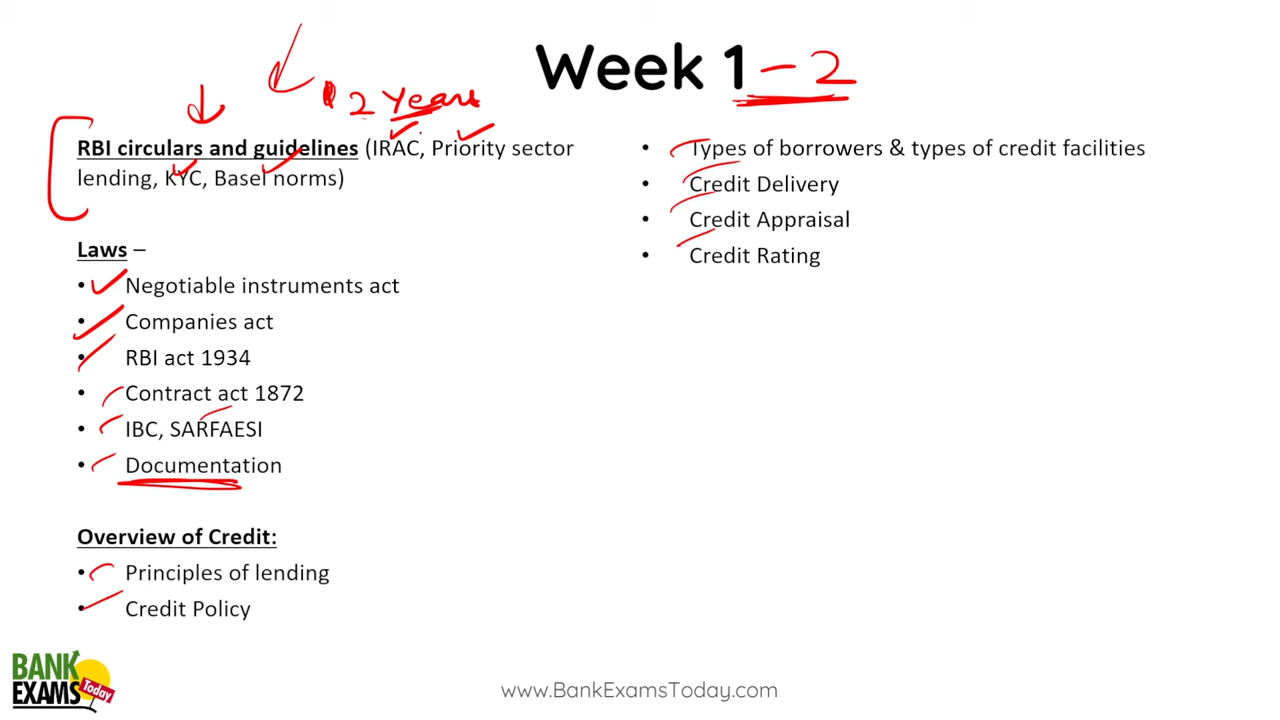 Week 1 - 2
2 Years
RBI circulars and guidelines (IRAC, Priority sector
lending, KYC, Basel norms)
Laws –
• Negotiable instruments act
• Companies act
• RBI act 1934
• Contract act 1872
• IBC, SARFAESI
• Documentation
Overview of Credit:
• Principles of lending
• Credit Policy
• Types of borrowers & types of credit facilities
• Credit Delivery
• Credit Appraisal
• Credit Rating
BANK
EXAMS
Today
www.BankExamsToday.com